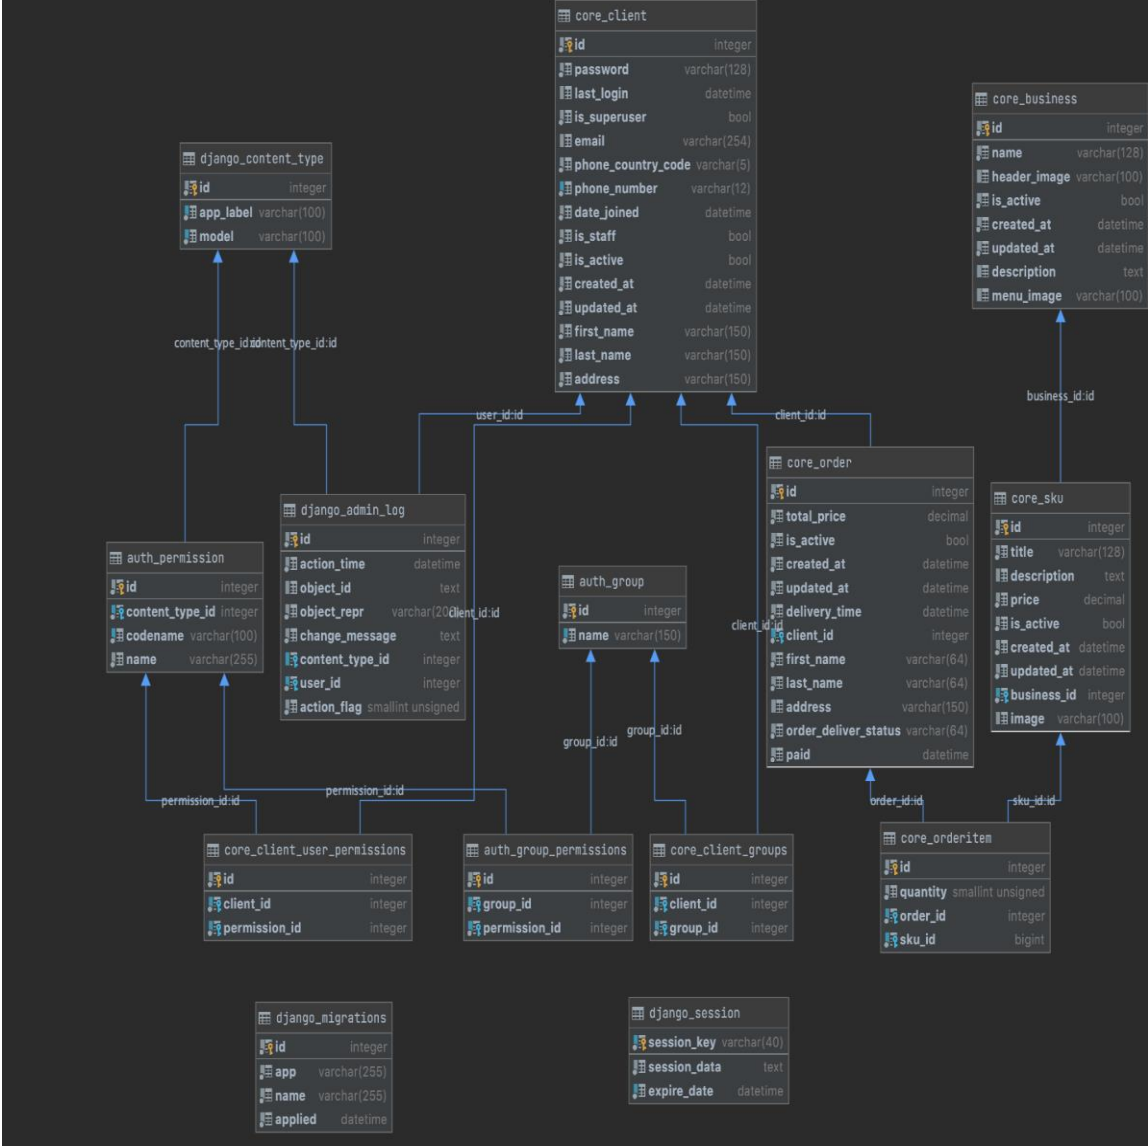 core_client
id integer
password varchar(128)
last_login datetime
is_superuser bool
email varchar(254)
phone_country_code varchar(5)
phone_number varchar(12)
date_joined datetime
is_staff bool
is_active bool
created_at datetime
updated_at datetime
first_name varchar(150)
last_name varchar(150)
address varchar(150)
core_business
id integer
name varchar(128)
header_image varchar(100)
is_active bool
created_at datetime
updated_at datetime
description text
menu_image varchar(100)
django_content_type
id integer
app_label varchar(100)
model varchar(100)
content_type_id:id
content_type_id:id
user_id:id
client_id:id
business_id:id
core_order
id integer
total_price decimal
is_active bool
created_at datetime
updated_at datetime
delivery_time datetime
client_id integer
first_name varchar(64)
last_name varchar(64)
address varchar(150)
order_deliver_status varchar(64)
paid datetime
core_sku
id integer
title varchar(128)
description text
price decimal
is_active bool
created_at datetime
updated_at datetime
business_id integer
image varchar(100)
django_admin_log
id integer
action_time datetime
object_id text
object_repr varchar(200)
change_message text
content_type_id integer
user_id integer
action_flag smallint unsigned
auth_permission
id integer
content_type_id integer
codename varchar(100)
name varchar(255)
auth_group
id integer
name varchar(150)
client_id:id
client_id:id
group_id:id
group_id:id
permission_id:id
permission_id:id
order_id:id
sku_id:id
core_client_user_permissions
id integer
client_id integer
permission_id integer
auth_group_permissions
id integer
group_id integer
permission_id integer
core_client_groups
id integer
client_id integer
group_id integer
core_orderitem
id integer
quantity smallint unsigned
order_id integer
sku_id bigint
django_migrations
id integer
app varchar(255)
name varchar(255)
applied datetime
django_session
session_key varchar(40)
session_data text
expire_date datetime